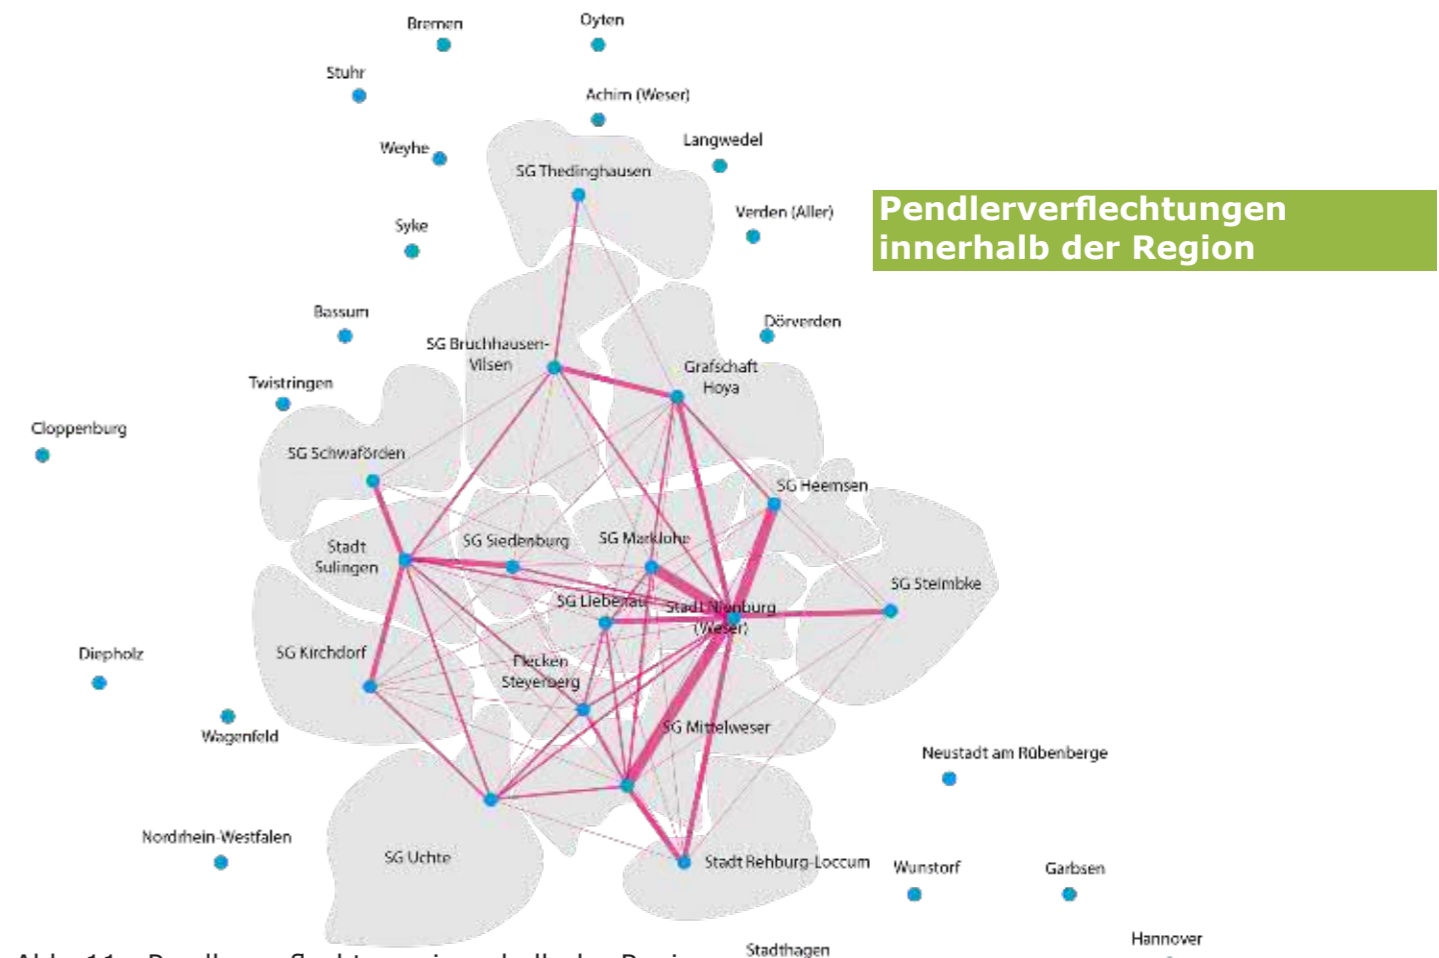 Bremen
Oyten
Stuhr
Achim (Weser)
Langwedel
Weyhe
SG Thedinghausen
Verden (Aller)
Pendlerverflechtungen
innerhalb der Region
Syke
Bassum
Dörverden
SG Bruchhausen-
Vilsen
Grafschaft
Hoya
Twistringen
Cloppenburg
SG Schwaförden
SG Heemsen
Stadt
Sulingen
SG Siedenburg
SG Marklohe
SG Steimbke
SG Liebenau
Stadt Nienburg
(Weser)
SG Kirchdorf
Diepholz
Flecken
Steyerberg
Wagenfeld
SG Mittelweser
Neustadt am Rübenberge
Nordrhein-Westfalen
SG Uchte
Stadt Rehburg-Loccum
Wunstorf
Garbsen
Hannover
Stadthagen